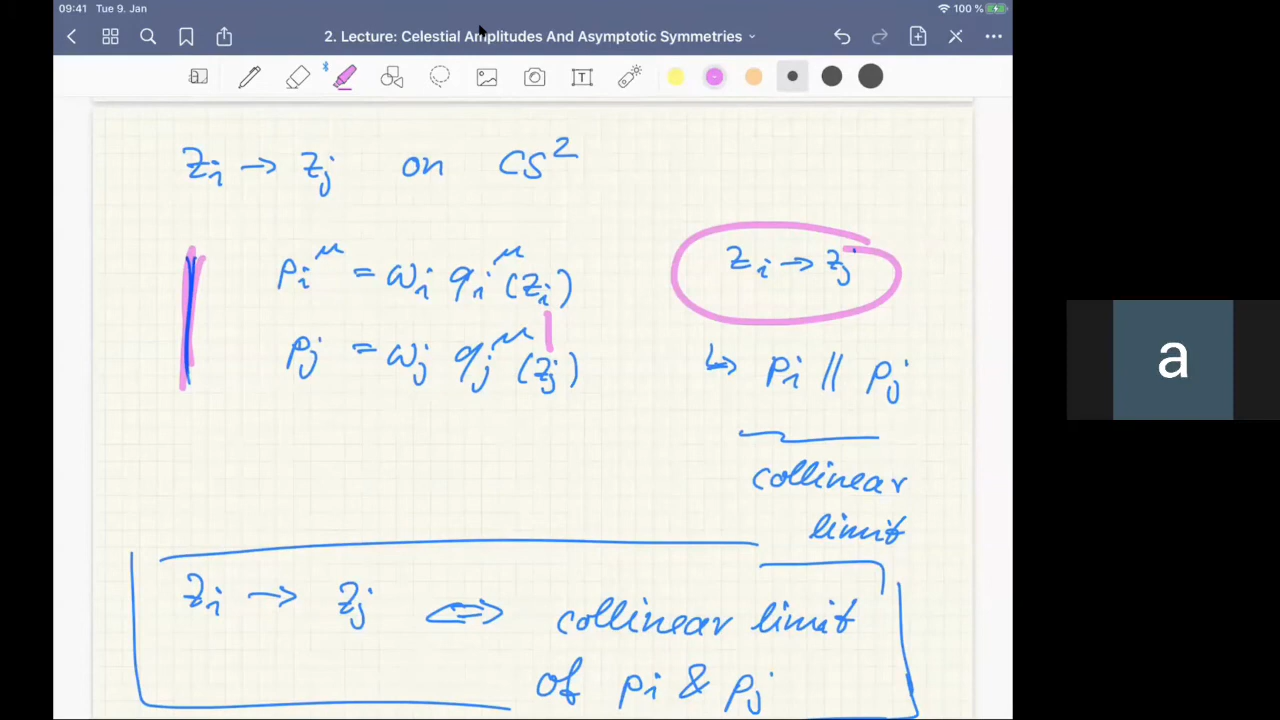 09:41 Tue 9. Jan
100 %
2. Lecture: Celestial Amplitudes And Asymptotic Symmetries
T
zi → zj on CS²
pi^μ = ωi qi^μ (zi)
zi → zj
pj = ωj qj^μ (zj)
↳ pi // pj
collinear
limit
zi → zj ⇔ collinear limit
of pi & pj
a